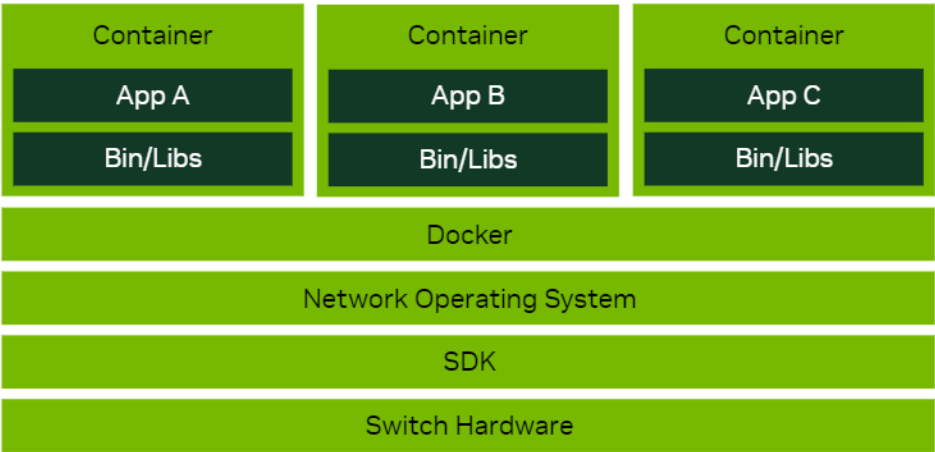 Container Container Container
App A App B App C
Bin/Libs Bin/Libs Bin/Libs
Docker
Network Operating System
SDK
Switch Hardware